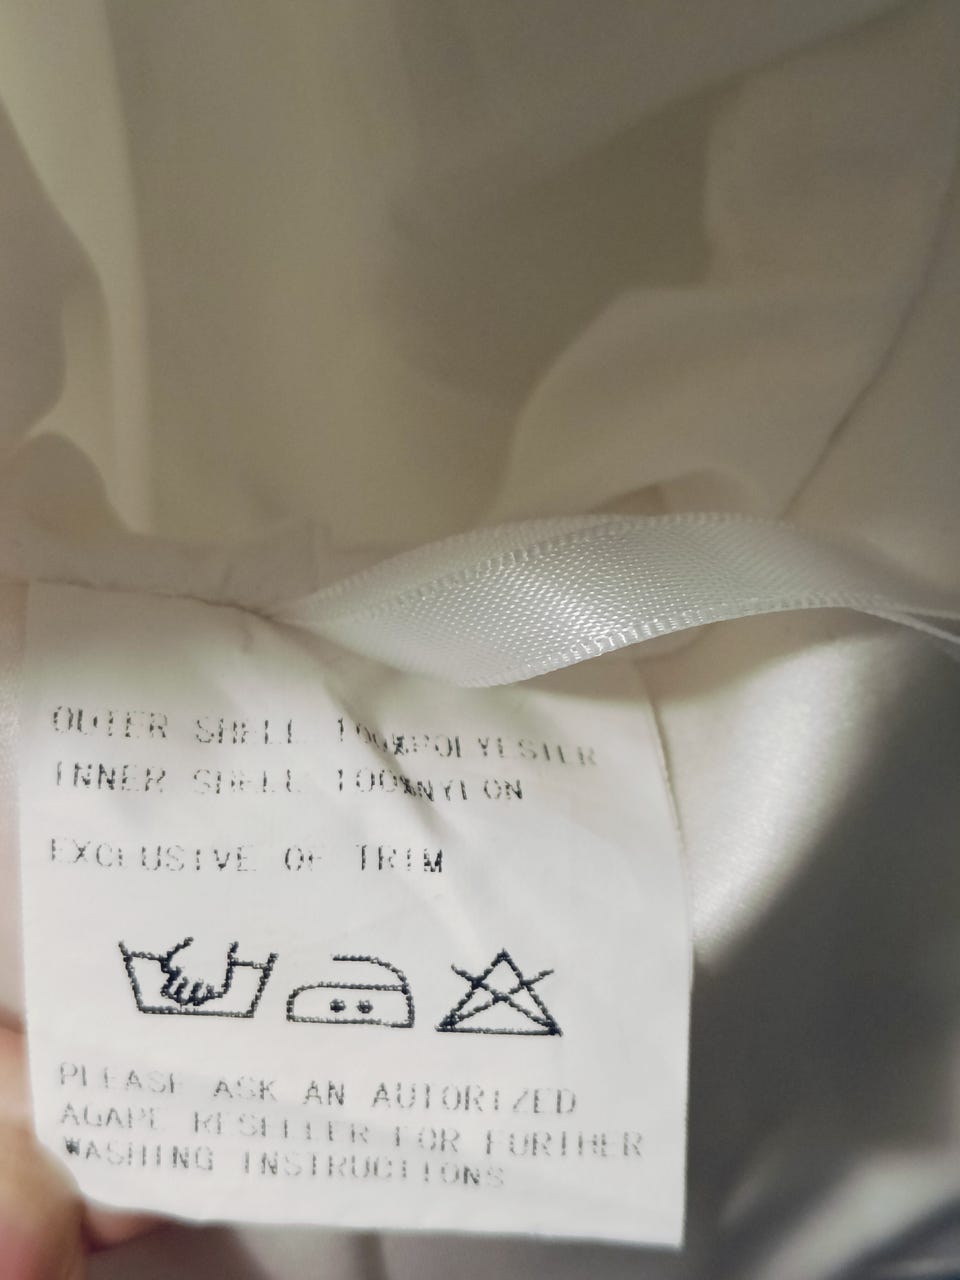 OUTER SHELL 100%POLYESTER
INNER SHELL 100%NYLON
EXCLUSIVE OF TRIM
PLEASE ASK AN AUTORIZED
AGAPE RESELLER FOR FURTHER
WASHING INSTRUCTIONS